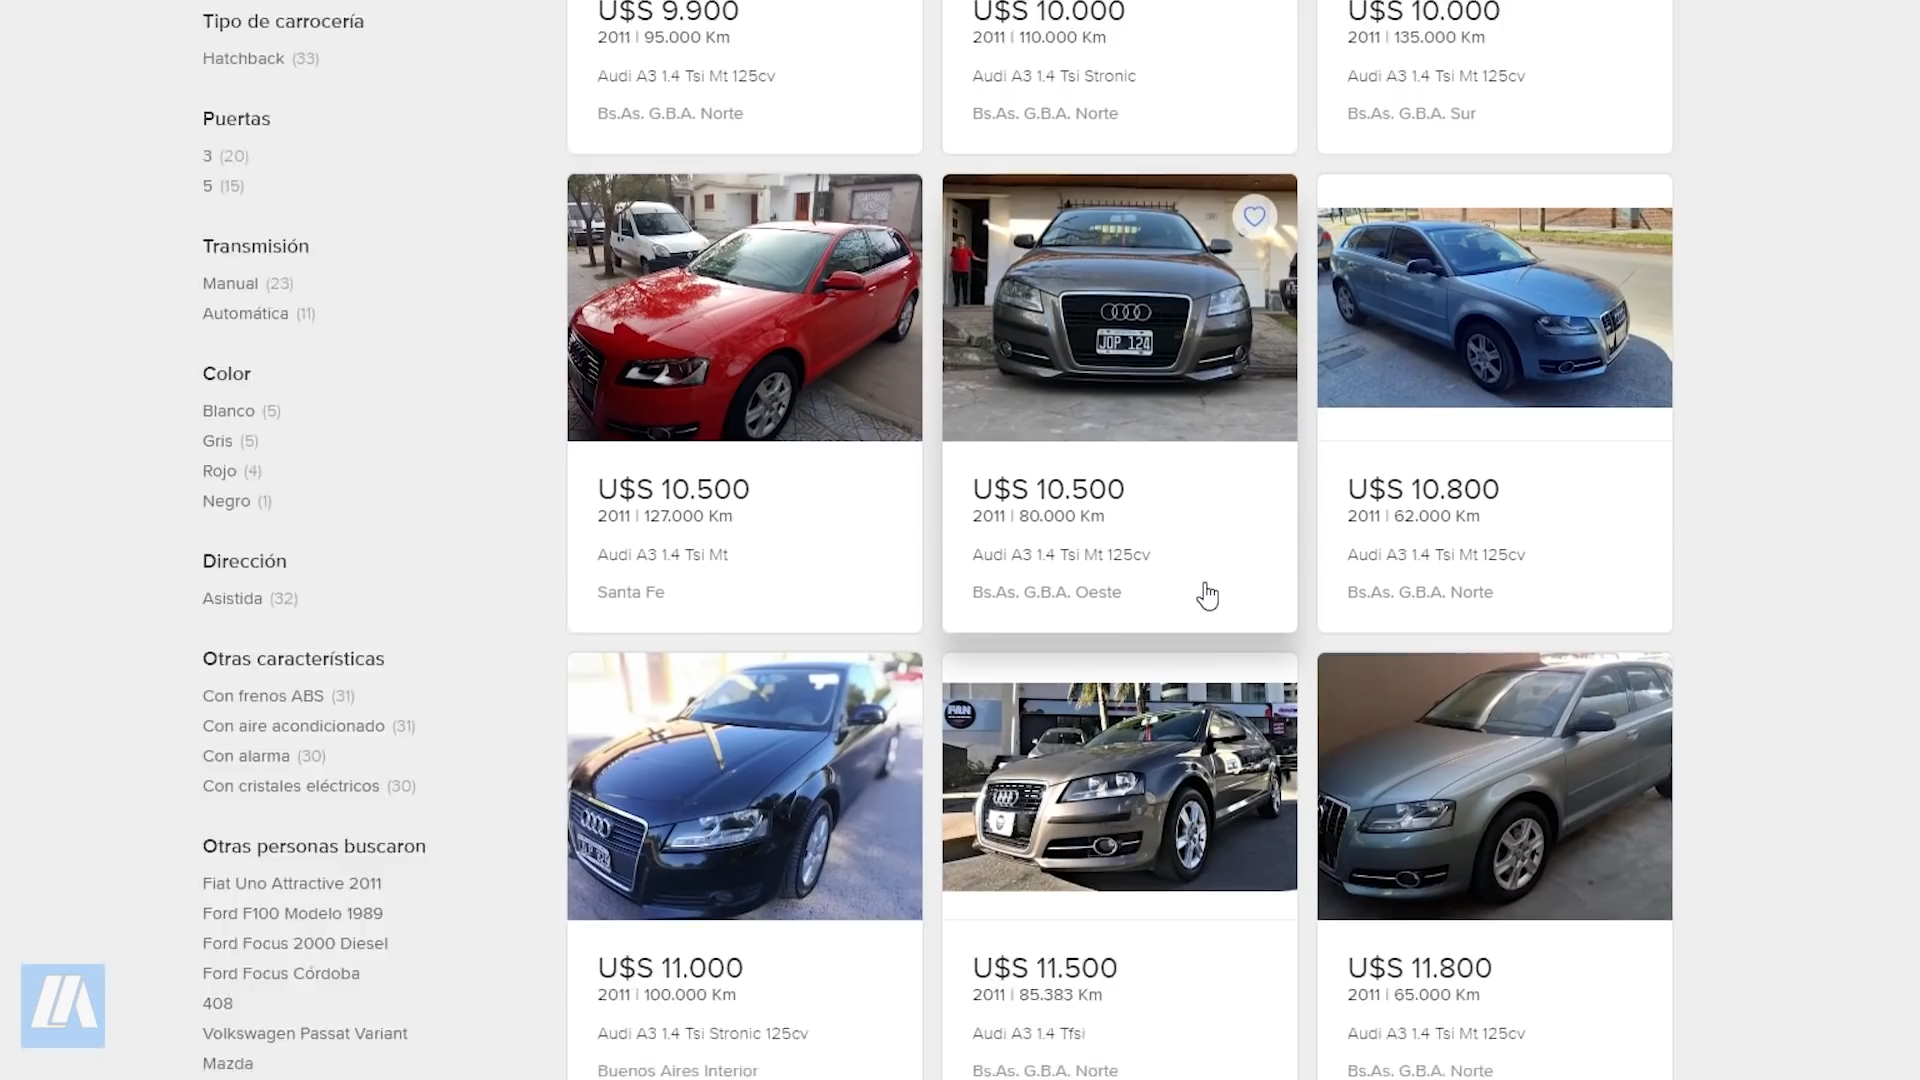 Tipo de carrocería
Hatchback (33)
Puertas
3 (20)
5 (15)
Transmisión
Manual (23)
Automática (11)
Color
Blanco (5)
Gris (5)
Rojo (4)
Negro (1)
Dirección
Asistida (32)
Otras características
Con frenos ABS (31)
Con aire acondicionado (31)
Con alarma (30)
Con cristales eléctricos (30)
Otras personas buscaron
Fiat Uno Attractive 2011
Ford F100 Modelo 1989
Ford Focus 2000 Diesel
Ford Focus Córdoba
408
Volkswagen Passat Variant
Mazda
U$S 9.900
2011 | 95.000 Km
Audi A3 1.4 Tsi Mt 125cv
Bs.As. G.B.A. Norte
U$S 10.000
2011 | 110.000 Km
Audi A3 1.4 Tsi Stronic
Bs.As. G.B.A. Norte
U$S 10.000
2011 | 135.000 Km
Audi A3 1.4 Tsi Mt 125cv
Bs.As. G.B.A. Sur
U$S 10.500
2011 | 127.000 Km
Audi A3 1.4 Tsi Mt
Santa Fe
JOP 124
U$S 10.500
2011 | 80.000 Km
Audi A3 1.4 Tsi Mt 125cv
Bs.As. G.B.A. Oeste
U$S 10.800
2011 | 62.000 Km
Audi A3 1.4 Tsi Mt 125cv
Bs.As. G.B.A. Norte
U$S 11.000
2011 | 100.000 Km
Audi A3 1.4 Tsi Stronic 125cv
Buenos Aires Interior
FAN
U$S 11.500
2011 | 85.383 Km
Audi A3 1.4 Tfsi
Bs.As. G.B.A. Norte
U$S 11.800
2011 | 65.000 Km
Audi A3 1.4 Tsi Mt 125cv
Bs.As. G.B.A. Norte